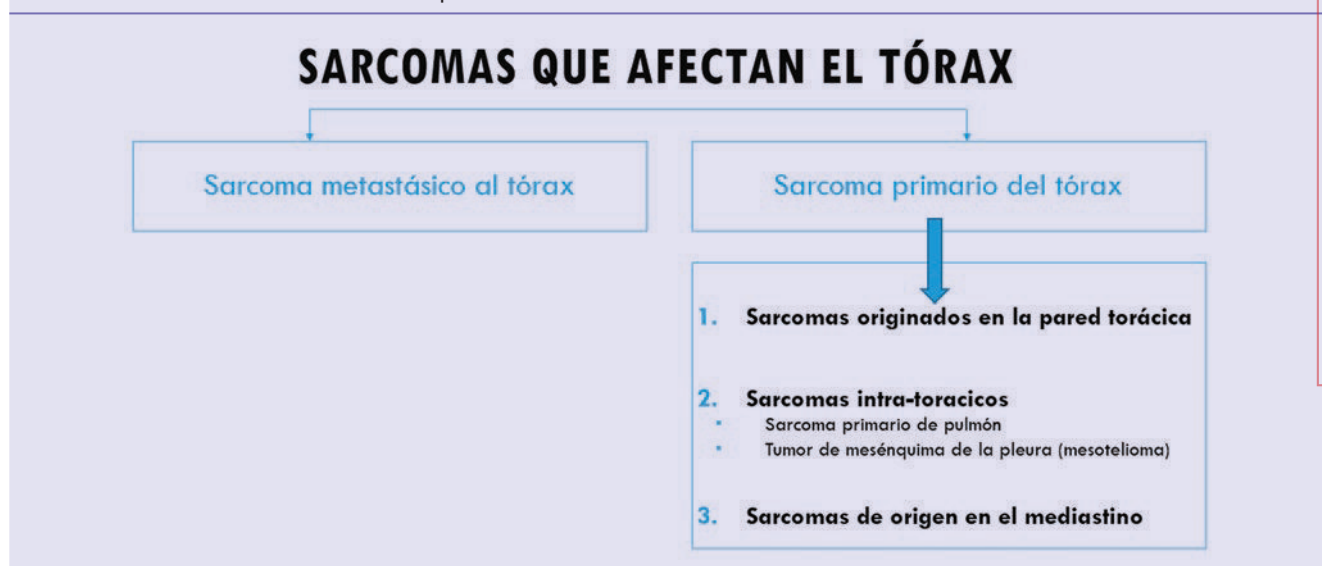 SARCOMAS QUE AFECTAN EL TÓRAX
Sarcoma metastásico al tórax
Sarcoma primario del tórax
1. Sarcomas originados en la pared torácica
2. Sarcomas intra-toracicos
▪ Sarcoma primario de pulmón
▪ Tumor de mesénquima de la pleura (mesotelioma)
3. Sarcomas de origen en el mediastino